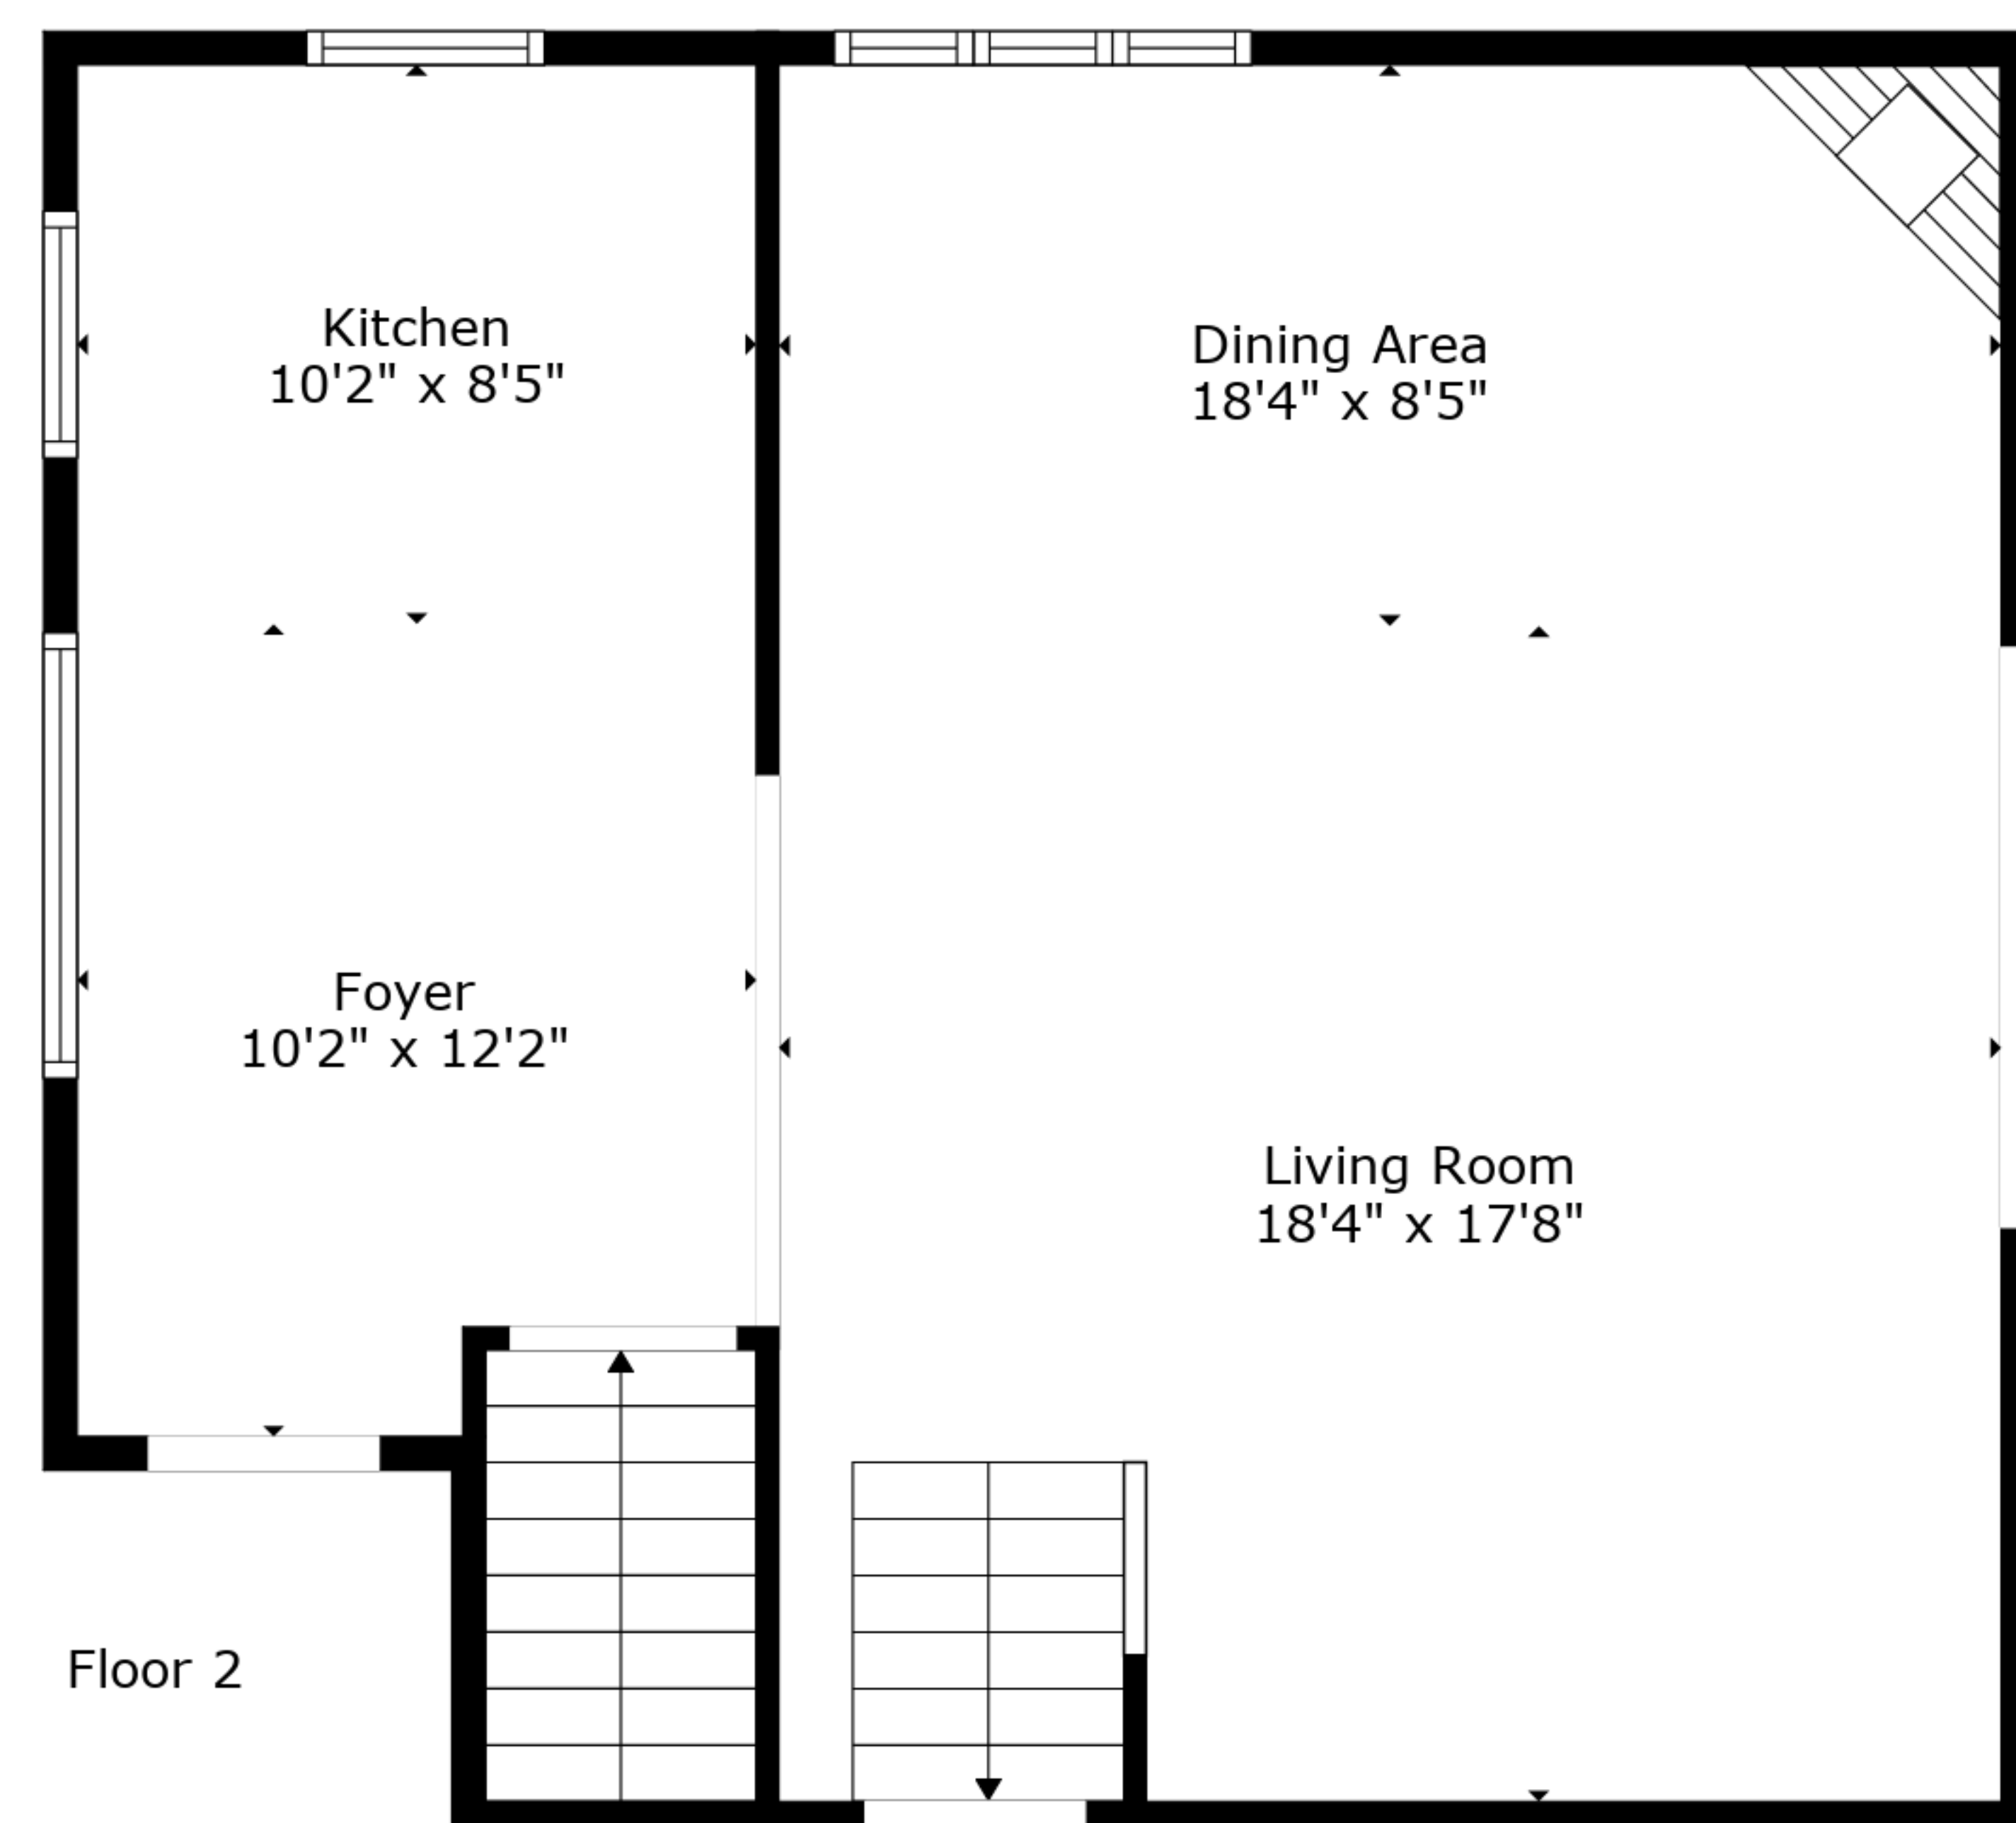 Kitchen
10'2" x 8'5"
Dining Area
18'4" x 8'5"
Foyer
10'2" x 12'2"
Living Room
18'4" x 17'8"
Floor 2